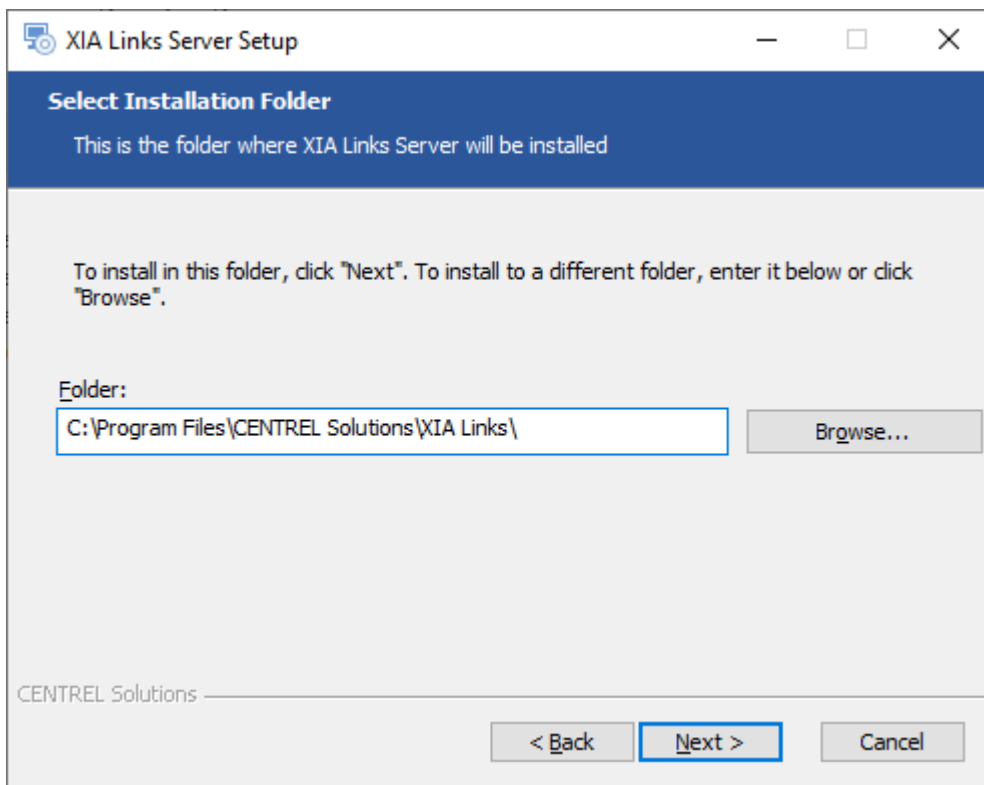 XIA Links Server Setup
Select Installation Folder
This is the folder where XIA Links Server will be installed
To install in this folder, click "Next". To install to a different folder, enter it below or click
"Browse".
Folder:
C:\Program Files\CENTREL Solutions\XIA Links\
Browse...
CENTREL Solutions
< Back
Next >
Cancel